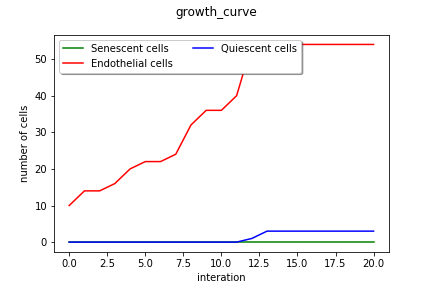 growth_curve
Senescent cells
Quiescent cells
Endothelial cells
number of cells
50
40
30
20
10
0
0.0 2.5 5.0 7.5 10.0 12.5 15.0 17.5 20.0
interation